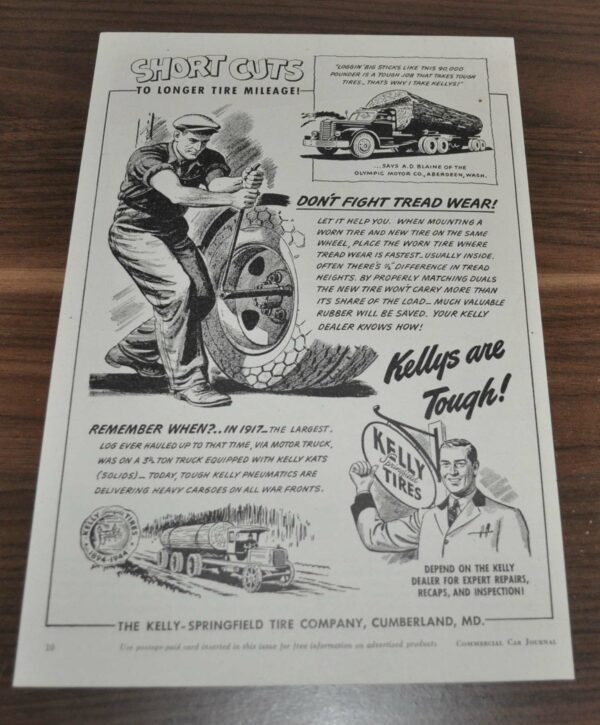 SHORT CUTS
TO LONGER TIRE MILEAGE!
"LOGGIN' BIG STICKS LIKE THIS 90,000
POUNDER IS A TOUGH JOB THAT TAKES TOUGH
TIRES... THAT'S WHY I TAKE KELLYS!"
...SAYS A.D. BLAINE OF THE
OLYMPIC MOTOR CO., ABERDEEN, WASH.
DON'T FIGHT TREAD WEAR!
LET IT HELP YOU. WHEN MOUNTING A
WORN TIRE AND NEW TIRE ON THE SAME
WHEEL, PLACE THE WORN TIRE WHERE
TREAD WEAR IS FASTEST... USUALLY INSIDE.
OFTEN THERE'S DIFFERENCE IN TREAD
HEIGHTS. BY PROPERLY MATCHING DUALS
THE NEW TIRE WON'T CARRY MORE THAN
IT'S SHARE OF THE LOAD... MUCH VALUABLE
RUBBER WILL BE SAVED. YOUR KELLY
DEALER KNOWS HOW!
Kellys are
Tough!
REMEMBER WHEN?.. IN 1917... THE LARGEST
LOG EVER HAULED UP TO THAT TIME, VIA MOTOR TRUCK,
WAS ON A 3½ TON TRUCK EQUIPPED WITH KELLY KATS
(SOLIDS)... TODAY, TOUGH KELLY PNEUMATICS ARE
DELIVERING HEAVY CARGOES ON ALL WAR FRONTS.
KELLY
Springfield
TIRES
KELLY TIRES
1894-1944
DEPEND ON THE KELLY
DEALER FOR EXPERT REPAIRS,
RECAPS, AND INSPECTION!
THE KELLY-SPRINGFIELD TIRE COMPANY, CUMBERLAND, MD.
10
Use postage-paid card inserted in this issue for free information on advertised products
COMMERCIAL CAR JOURNAL